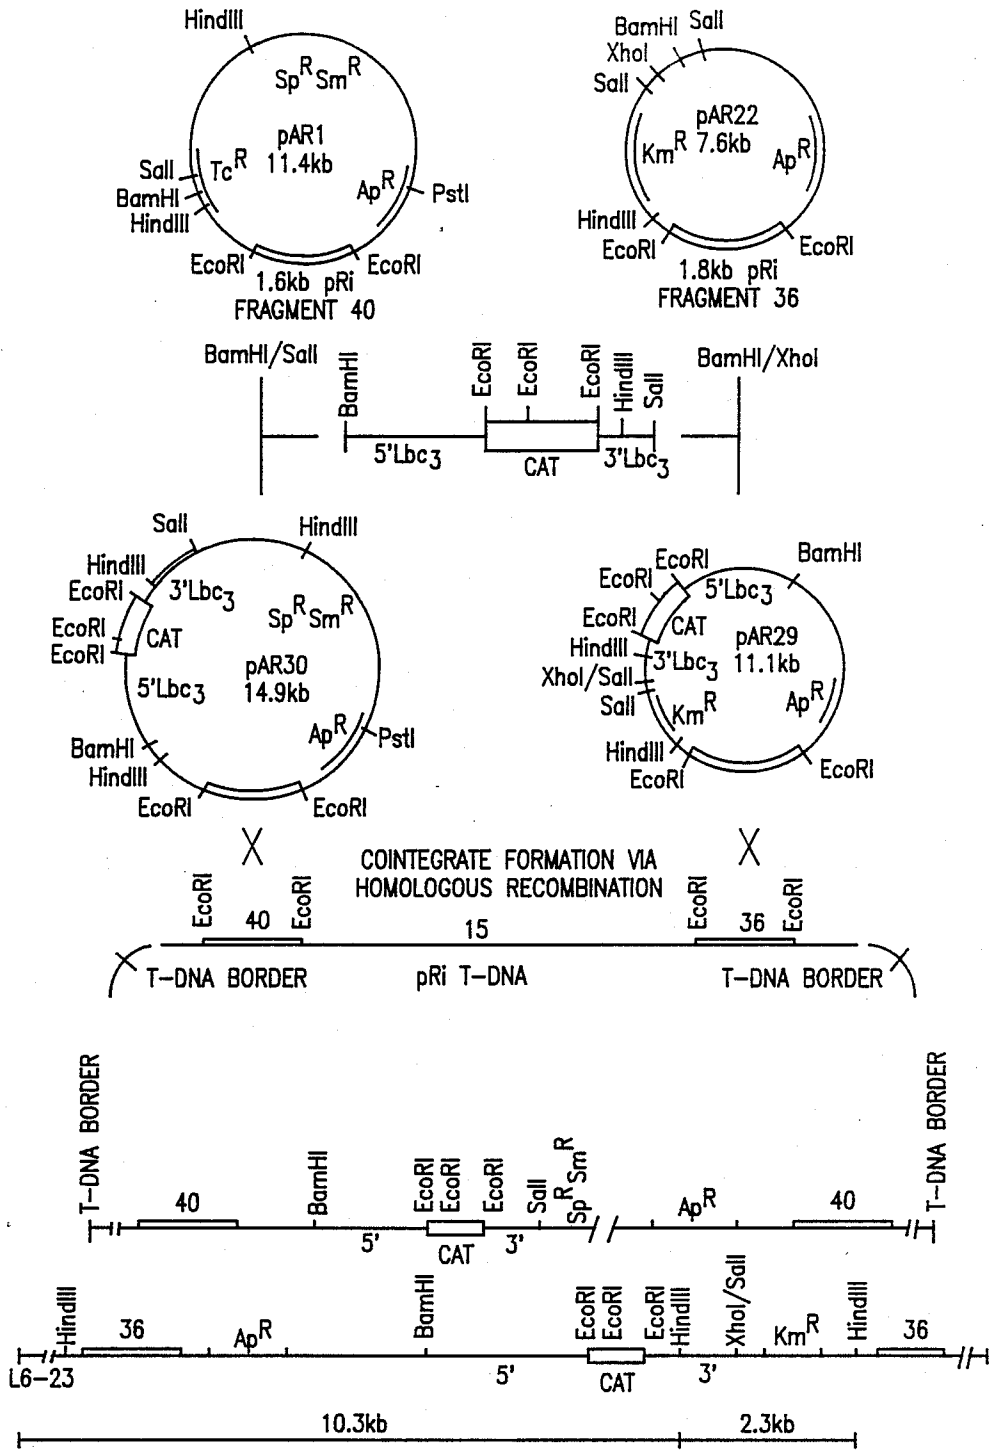 HindIII
Sp^R Sm^R
pAR1
11.4kb
Tc^R
SalI
BamHI
HindIII
Ap^R
PstI
EcoRI
EcoRI
1.6kb pRi
FRAGMENT 40
BamHI
SalI
XhoI
SalI
pAR22
7.6kb
Km^R
Ap^R
HindIII
EcoRI
EcoRI
1.8kb pRi
FRAGMENT 36
BamHI/SalI
BamHI
EcoRI
EcoRI
EcoRI
HindIII
SalI
BamHI/XhoI
5'Lbc3
CAT
3'Lbc3
SalI
HindIII
HindIII
EcoRI
3'Lbc3
Sp^R Sm^R
EcoRI
CAT
EcoRI
pAR30
14.9kb
5'Lbc3
Ap^R
PstI
BamHI
HindIII
EcoRI
EcoRI
BamHI
EcoRI
EcoRI
5'Lbc3
EcoRI
CAT
pAR29
11.1kb
HindIII
3'Lbc3
XhoI/SalI
SalI
Km^R
Ap^R
HindIII
EcoRI
EcoRI
COINTEGRATE FORMATION VIA
HOMOLOGOUS RECOMBINATION
EcoRI
40
EcoRI
15
EcoRI
36
EcoRI
T-DNA BORDER
pRi T-DNA
T-DNA BORDER
T-DNA BORDER
40
BamHI
EcoRI
EcoRI
EcoRI
SalI
Sp^R Sm^R
Ap^R
40
T-DNA BORDER
5'
CAT
3'
HindIII
36
Ap^R
BamHI
EcoRI
EcoRI
EcoRI
HindIII
XhoI/SalI
Km^R
HindIII
36
L6-23
5'
CAT
3'
10.3kb
2.3kb